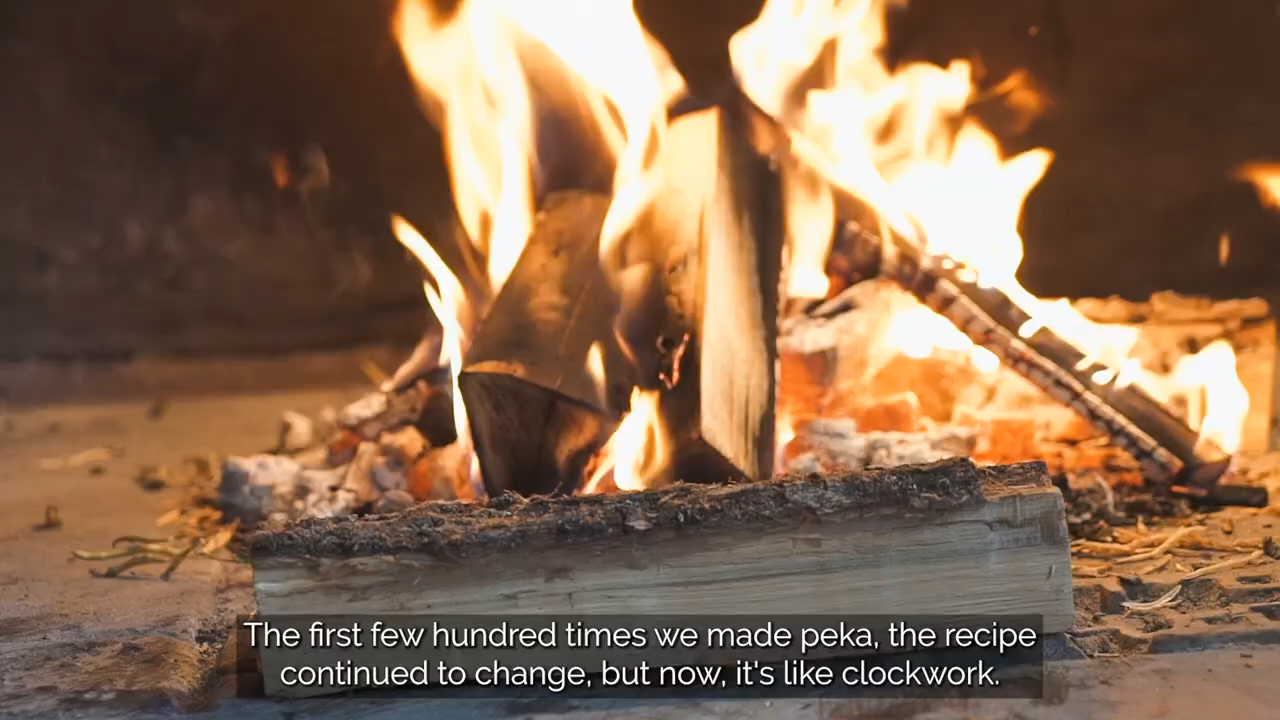 The first few hundred times we made peka, the recipe
continued to change, but now, it's like clockwork.